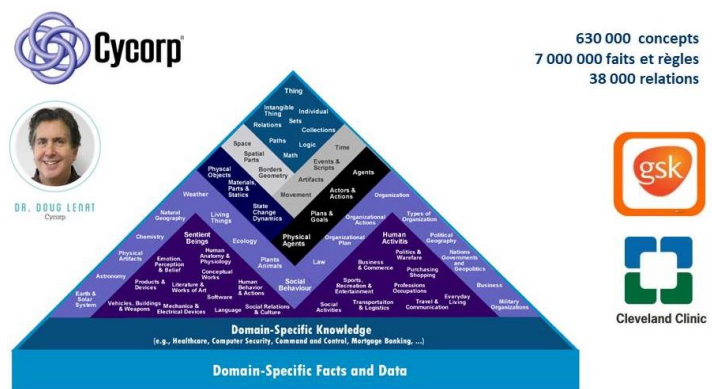 Cycorp®
630 000 concepts
7 000 000 faits et règles
38 000 relations
DR. DOUG LENAT
Cycorp
gsk
Cleveland Clinic
Thing
Intangible
Thing
Individual
Sets
Relations
Collections
Paths
Logic
Math
Space
Time
Spatial
Parts
Events &
Scripts
Borders
Geometry
Artifacts
Movement
Physcal
Objects
Agents
Materials,
Parts &
Statics
Actors &
Actions
State
Change
Dynamics
Plans &
Goals
Physical
Agents
Weather
Organization
Natural
Geography
Living
Things
Organizational
Actions
Types of
Organization
Chemistry
Sentient
Beings
Ecology
Organizational
Plan
Human
Activitis
Political
Geography
Physical
Artifacts
Emotion,
Perception
& Belief
Human
Anatomy &
Physiology
Plants
Animals
Law
Business
& Commerce
Politics &
Warefare
Nations
Governments
and
Geopolitics
Astronomy
Conceptual
Works
Purchasing
Shopping
Products &
Devices
Literature &
Works of Art
Human
Behavior
& Actions
Social
Behaviour
Sports,
Recreation &
Entertainment
Professions
Occupations
Business
Earth &
Solar
System
Software
Everyday
Living
Vehicles, Buildings
& Weapons
Mechanica &
Electrical Devices
Language
Social Relations
& Culture
Social
Activities
Transportaiton
& Logistics
Travel &
Communication
Military
Organizations
Domain-Specific Knowledge
(e.g., Healthcare, Computer Security, Command and Control, Mortgage Banking, ...)
Domain-Specific Facts and Data